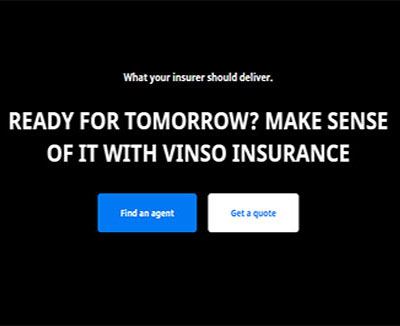 What your insurer should deliver.
READY FOR TOMORROW? MAKE SENSE
OF IT WITH VINSO INSURANCE
Find an agent
Get a quote